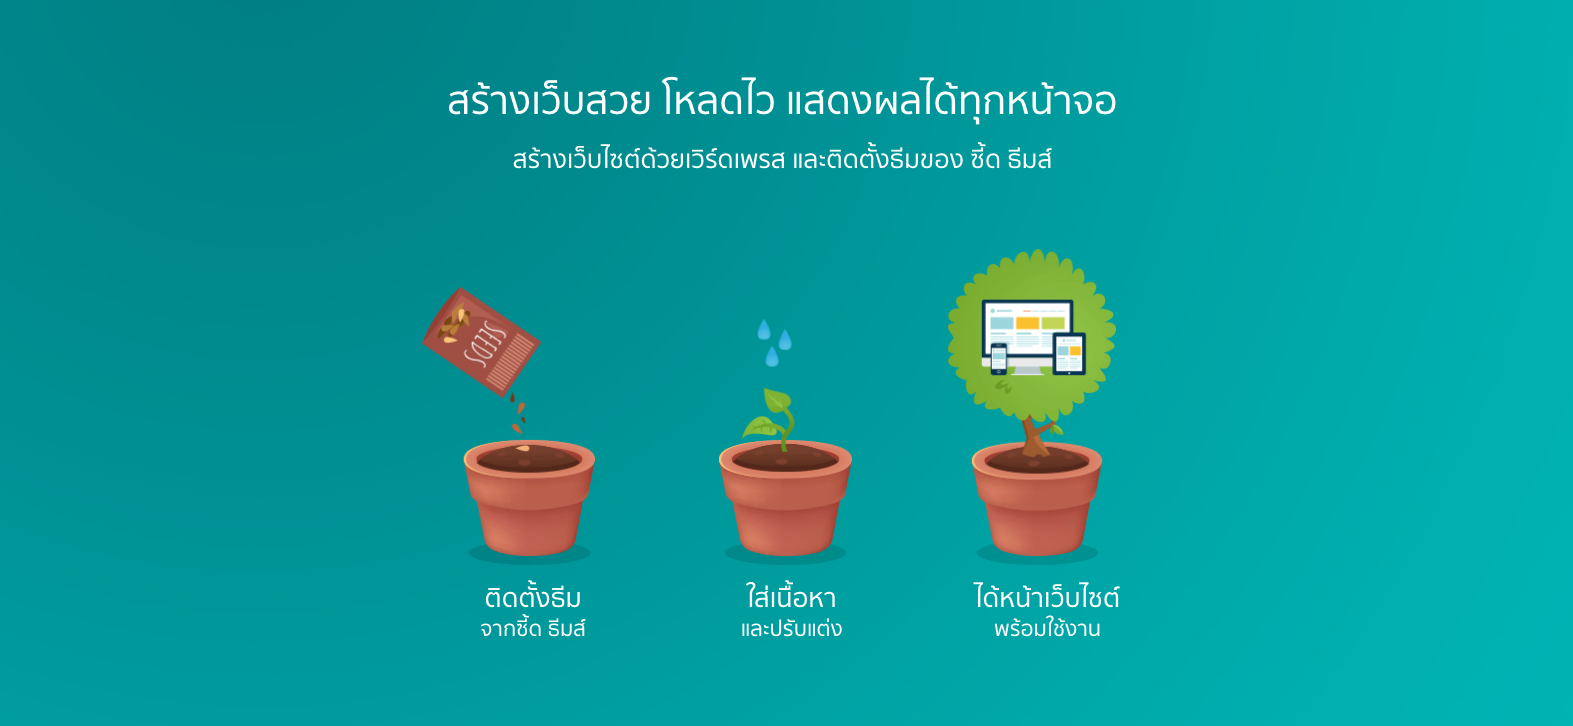 สร้างเว็บสวย โหลดไว แสดงผลได้ทุกหน้าจอ
สร้างเว็บไซต์ด้วยเวิร์ดเพรส และติดตั้งธีมของ ซี้ด ธีมส์
SEEDS
ติดตั้งธีม
จากซี้ด ธีมส์
ใส่เนื้อหา
และปรับแต่ง
ได้หน้าเว็บไซต์
พร้อมใช้งาน